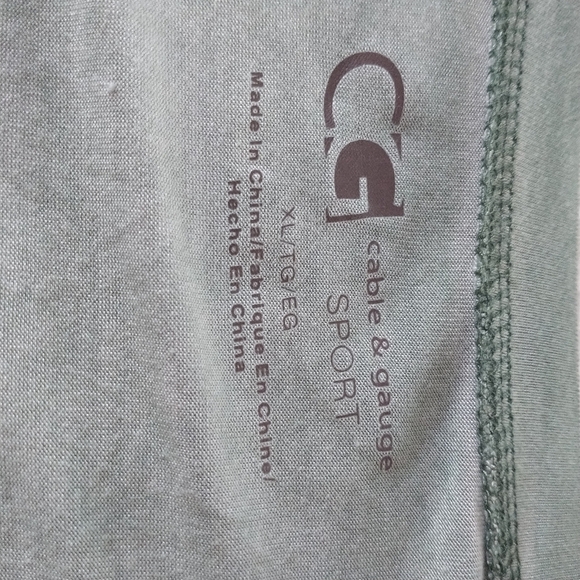 CG cable & gauge
SPORT
XL/TG/EG
Made In China/Fabrique En Chine/
Hecho En China